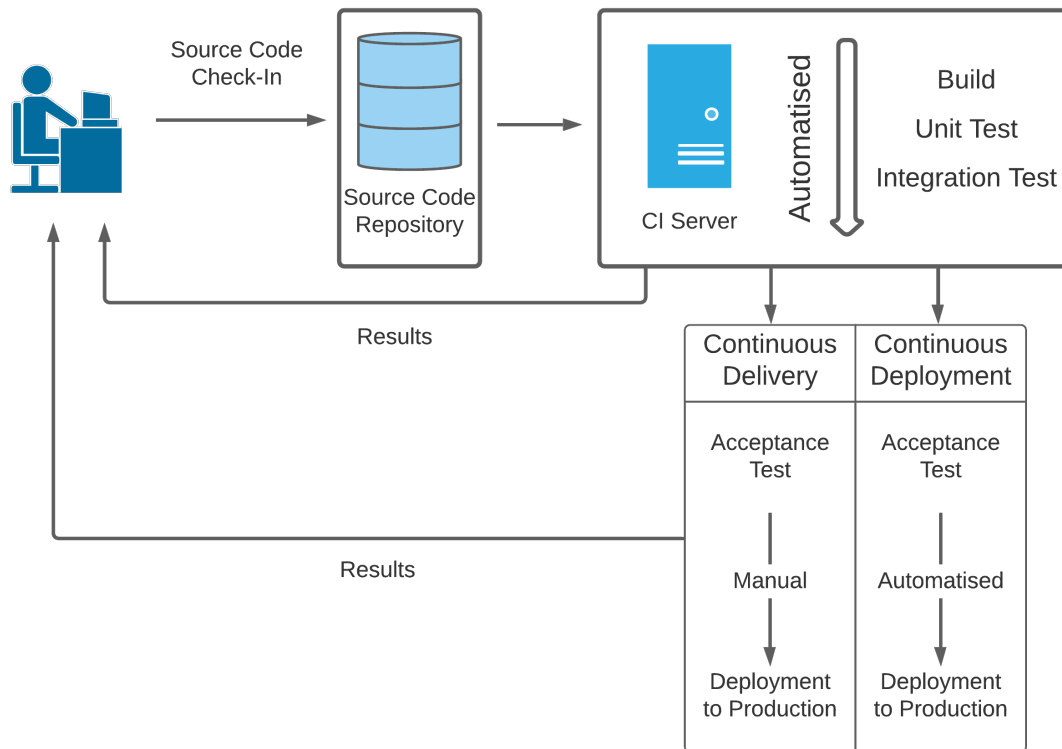 Source Code
Check-In
Source Code
Repository
CI Server
Automatised
Build
Unit Test
Integration Test
Results
Continuous
Delivery
Continuous
Deployment
Acceptance
Test
Acceptance
Test
Manual
Automatised
Results
Deployment
to Production
Deployment
to Production